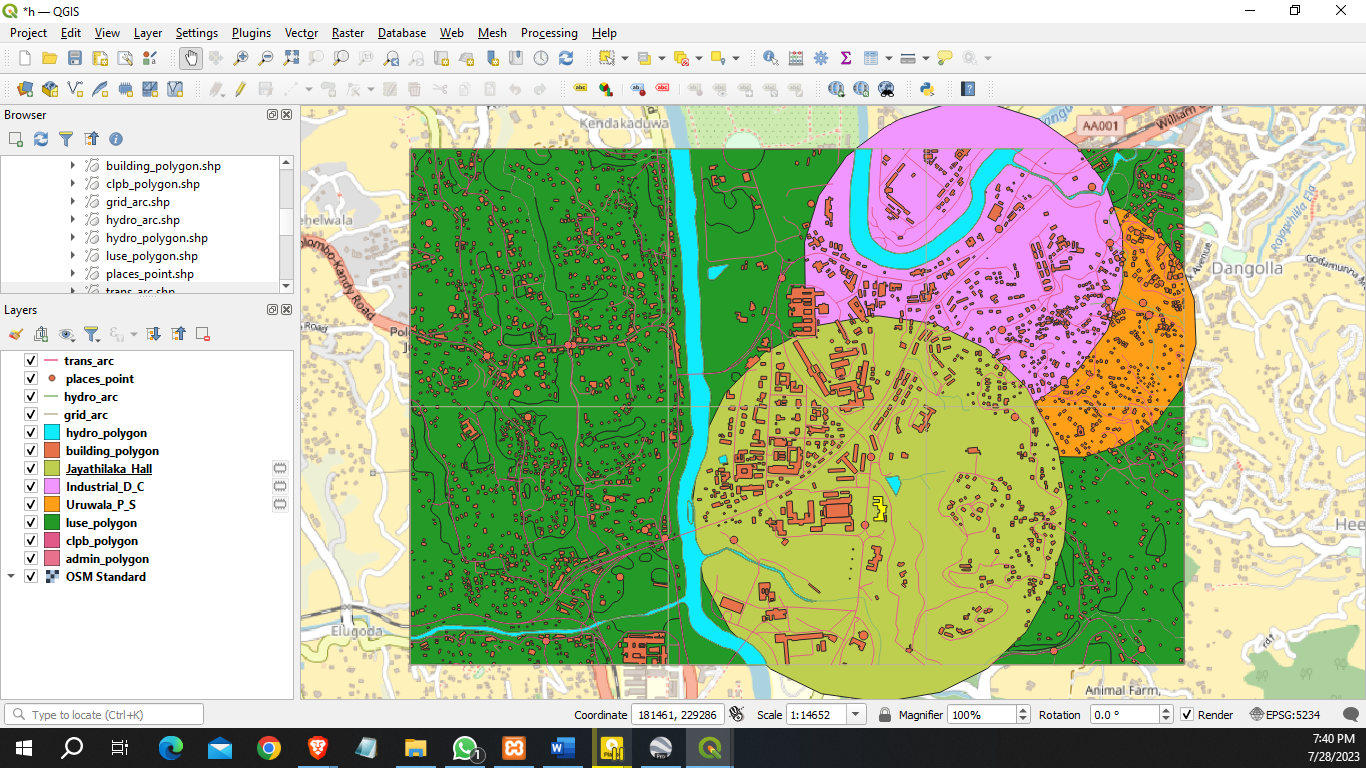 *h — QGIS
Project Edit View Layer Settings Plugins Vector Raster Database Web Mesh Processing Help
Browser
building_polygon.shp
clpb_polygon.shp
grid_arc.shp
hydro_arc.shp
hydro_polygon.shp
luse_polygon.shp
places_point.shp
trans_arc.shp
Layers
trans_arc
places_point
hydro_arc
grid_arc
hydro_polygon
building_polygon
Jayathilaka_Hall
Industrial_D_C
Uruwala_P_S
luse_polygon
clpb_polygon
admin_polygon
OSM Standard
Kendakaduwa
AA001
William
ehelwala
olombo-Kandy Road
Road
Dangolla
Avenue
Elugoda
Hee
Animal Farm,
Type to locate (Ctrl+K)
Coordinate 181461, 229286 Scale 1:14652 Magnifier 100% Rotation 0.0 ° Render EPSG:5234
1
Pro
7:40 PM
7/28/2023